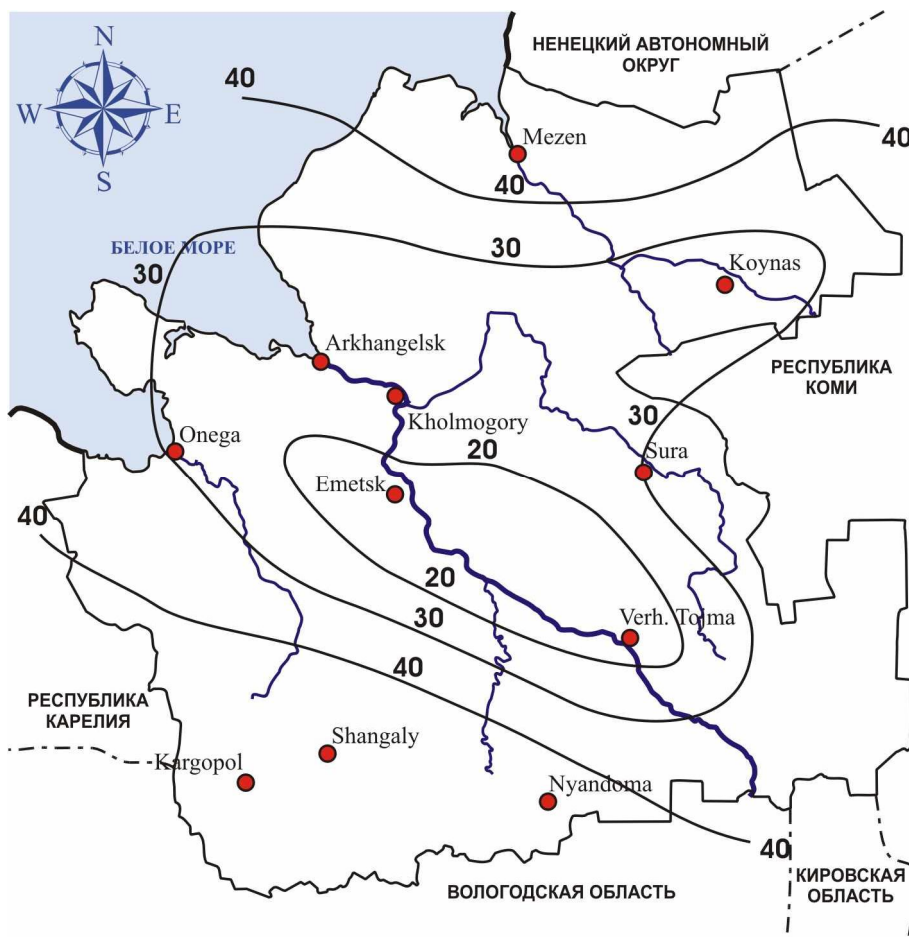 N
W
E
S
НЕНЕЦКИЙ АВТОНОМНЫЙ
ОКРУГ
40
40
Mezen
40
БЕЛОЕ МОРЕ
30
30
Koynas
Arkhangelsk
РЕСПУБЛИКА
КОМИ
Kholmogory
30
Onega
20
Sura
Emetsk
40
20
30
Verh. Tojma
40
РЕСПУБЛИКА
КАРЕЛИЯ
Shangaly
Kargopol
Nyandoma
40
КИРОВСКАЯ
ОБЛАСТЬ
ВОЛОГОДСКАЯ ОБЛАСТЬ